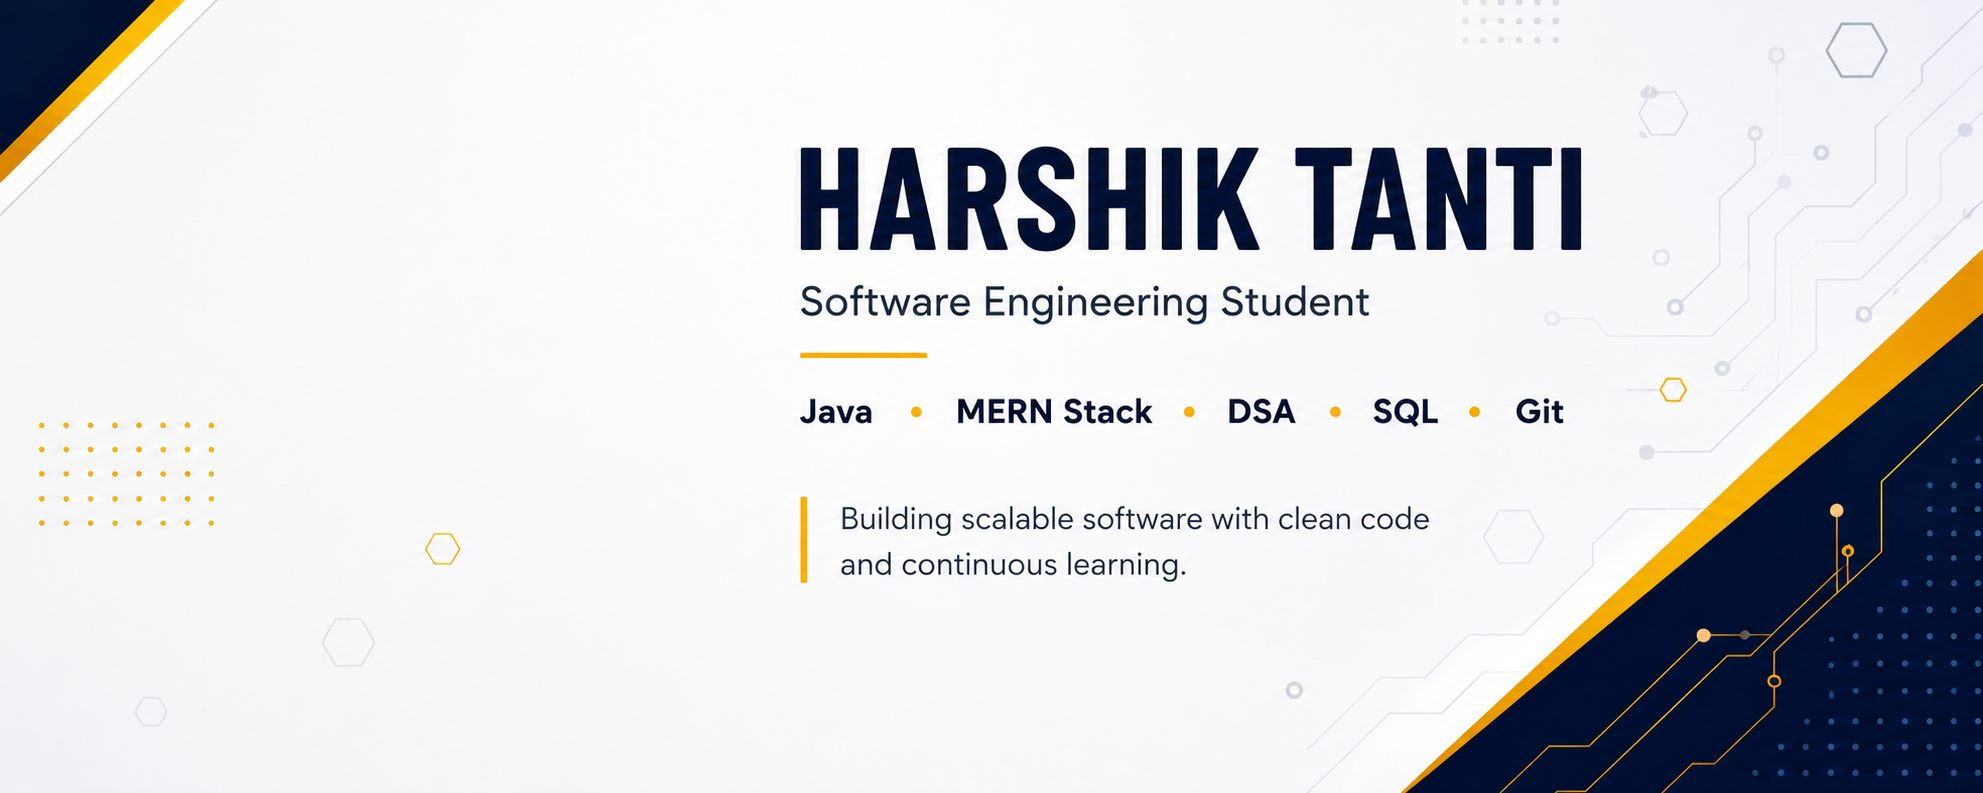 HARSHIK TANTI
Software Engineering Student
Java • MERN Stack • DSA • SQL • Git
Building scalable software with clean code
and continuous learning.